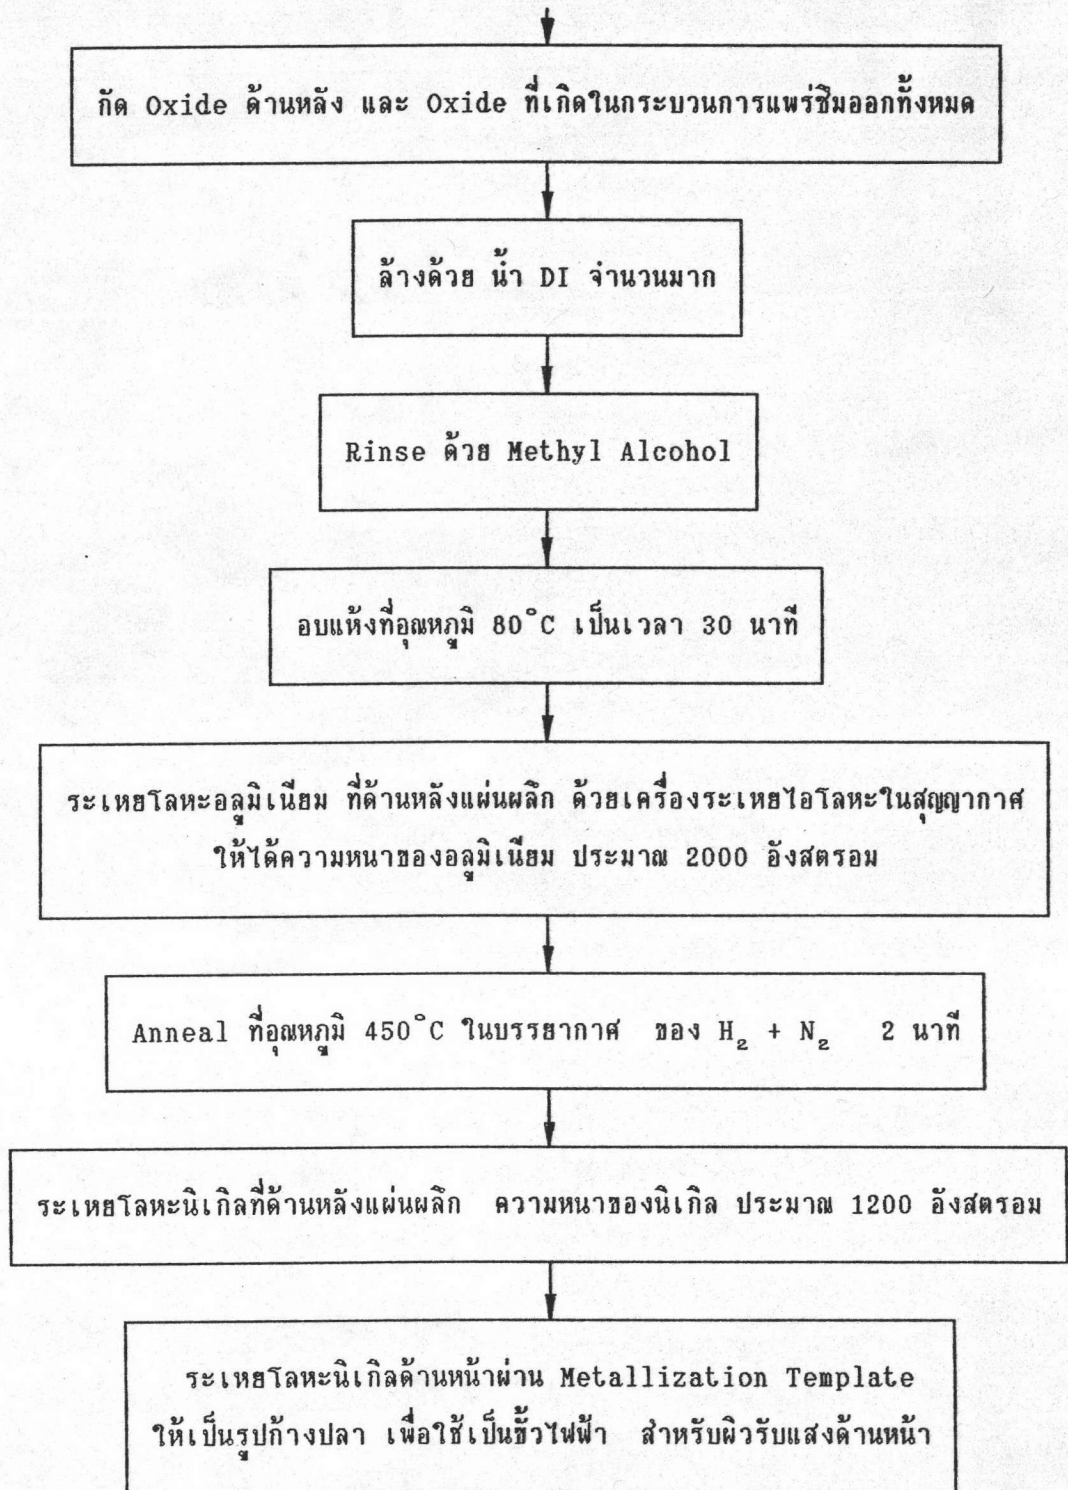 กัด Oxide ด้านหลัง และ Oxide ที่เกิดในกระบวนการแพร่ซึมออกทั้งหมด
ล้างด้วย น้ำ DI จำนวนมาก
Rinse ด้วย Methyl Alcohol
อบแห้งที่อุณหภูมิ 80°C เป็นเวลา 30 นาที
ระเหยโลหะอลูมิเนียม ที่ด้านหลังแผ่นผลึก ด้วยเครื่องระเหยไอโลหะในสุญญากาศ
ให้ได้ความหนาของอลูมิเนียม ประมาณ 2000 อังสตรอม
Anneal ที่อุณหภูมิ 450°C ในบรรยากาศ ของ H₂ + N₂ 2 นาที
ระเหยโลหะนิเกิลที่ด้านหลังแผ่นผลึก ความหนาของนิเกิล ประมาณ 1200 อังสตรอม
ระเหยโลหะนิเกิลด้านหน้าผ่าน Metallization Template
ให้เป็นรูปก้างปลา เพื่อใช้เป็นขั้วไฟฟ้า สำหรับผิวรับแสงด้านหน้า